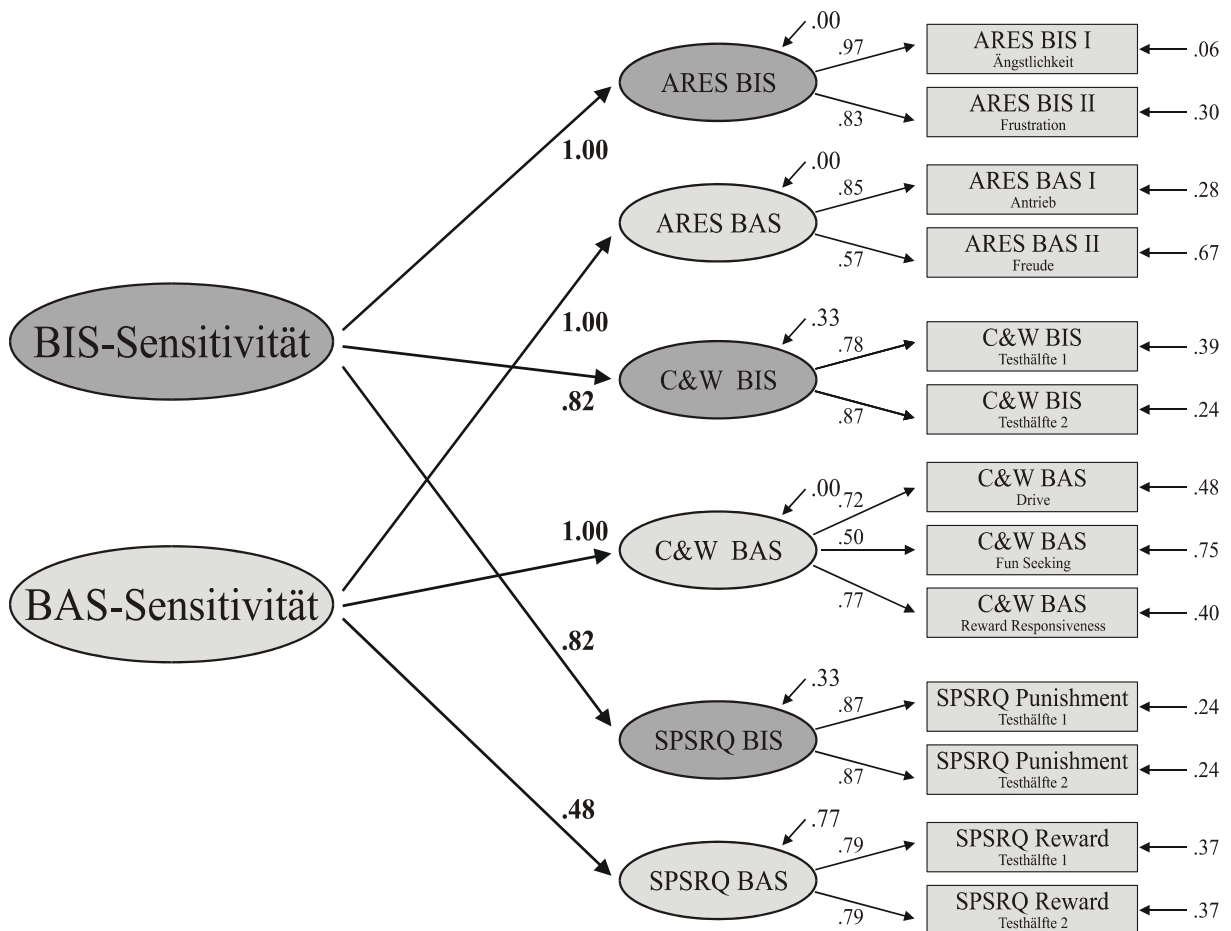 .00
.97
ARES BIS
ARES BIS I
Ängstlichkeit
.06
.83
ARES BIS II
Frustration
.30
1.00
.00
.85
ARES BAS
ARES BAS I
Antrieb
.28
.57
ARES BAS II
Freude
.67
BIS-Sensitivität
1.00
.82
.33
.78
C&W BIS
C&W BIS
Testhälfte 1
.39
.87
C&W BIS
Testhälfte 2
.24
BAS-Sensitivität
1.00
.00
.72
C&W BAS
.50
.77
C&W BAS
Drive
.48
C&W BAS
Fun Seeking
.75
C&W BAS
Reward Responsiveness
.40
.82
.33
.87
SPSRQ BIS
SPSRQ Punishment
Testhälfte 1
.24
.87
SPSRQ Punishment
Testhälfte 2
.24
.48
.77
.79
SPSRQ BAS
SPSRQ Reward
Testhälfte 1
.37
.79
SPSRQ Reward
Testhälfte 2
.37